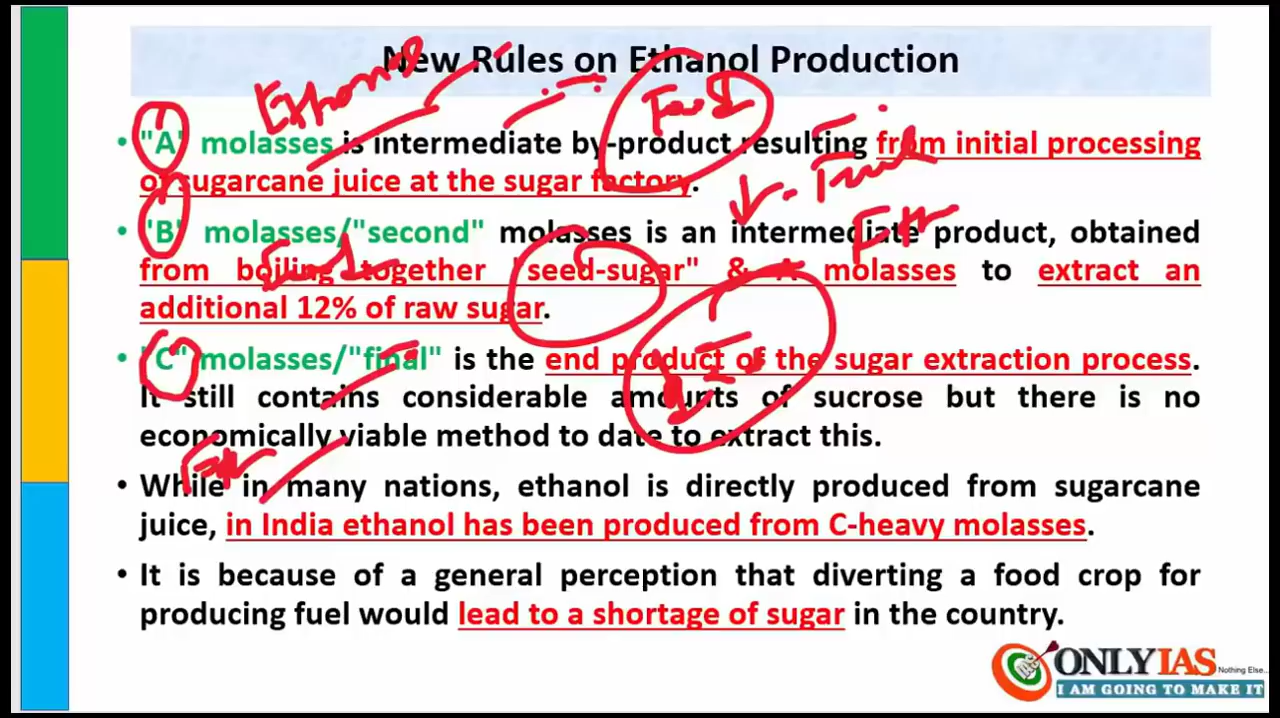 New Rules on Ethanol Production
• "A" molasses is intermediate by-product resulting from initial processing
of sugarcane juice at the sugar factory.
• "B" molasses/"second" molasses is an intermediate product, obtained
from boiling together "seed-sugar" & A molasses to extract an
additional 12% of raw sugar.
• "C" molasses/"final" is the end product of the sugar extraction process.
It still contains considerable amounts of sucrose but there is no
economically viable method to date to extract this.
• While in many nations, ethanol is directly produced from sugarcane
juice, in India ethanol has been produced from C-heavy molasses.
• It is because of a general perception that diverting a food crop for
producing fuel would lead to a shortage of sugar in the country.
Ethanol
ONLYIAS
Nothing Else...
I AM GOING TO MAKE IT